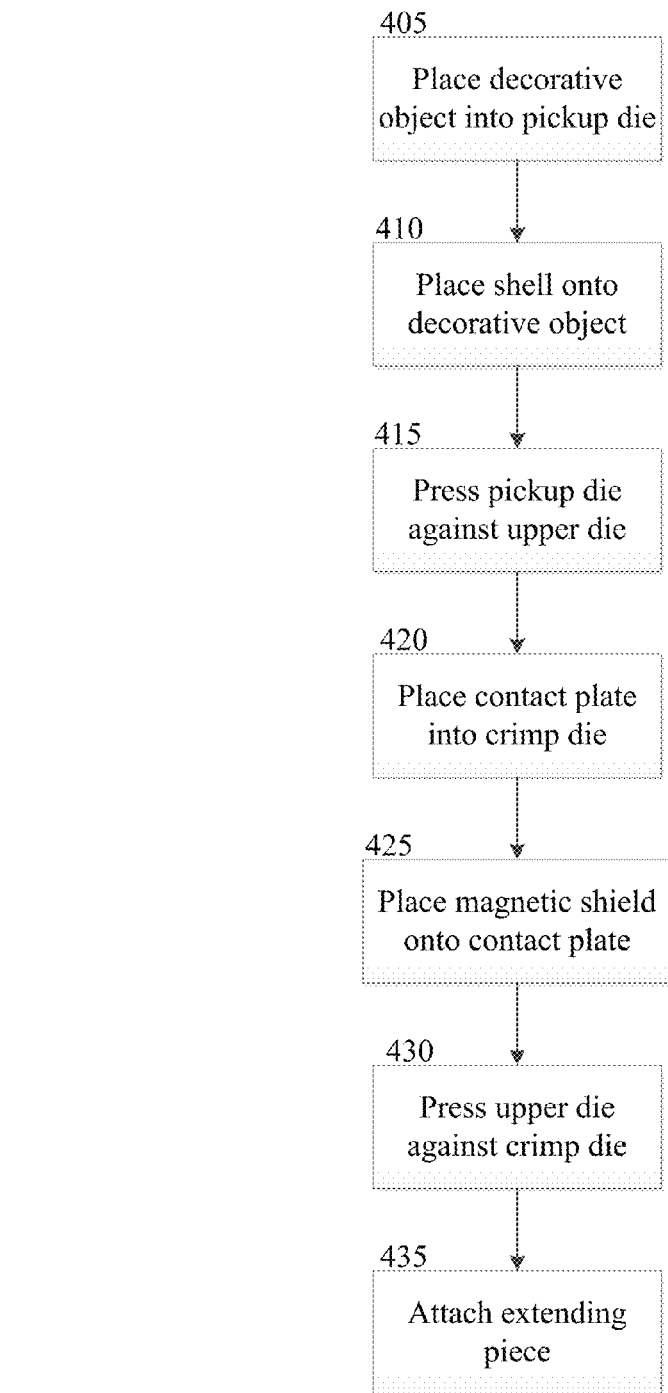 405
Place decorative
object into pickup die
410
Place shell onto
decorative object
415
Press pickup die
against upper die
420
Place contact plate
into crimp die
425
Place magnetic shield
onto contact plate
430
Press upper die
against crimp die
435
Attach extending
piece